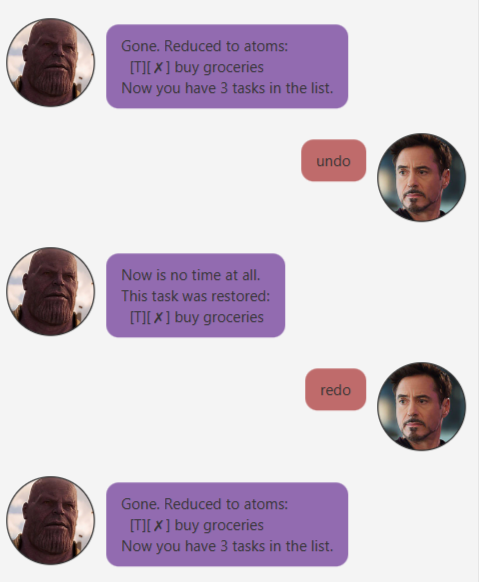 Gone. Reduced to atoms:
[T][✗] buy groceries
Now you have 3 tasks in the list.
undo
Now is no time at all.
This task was restored:
[T][✗] buy groceries
redo
Gone. Reduced to atoms:
[T][✗] buy groceries
Now you have 3 tasks in the list.